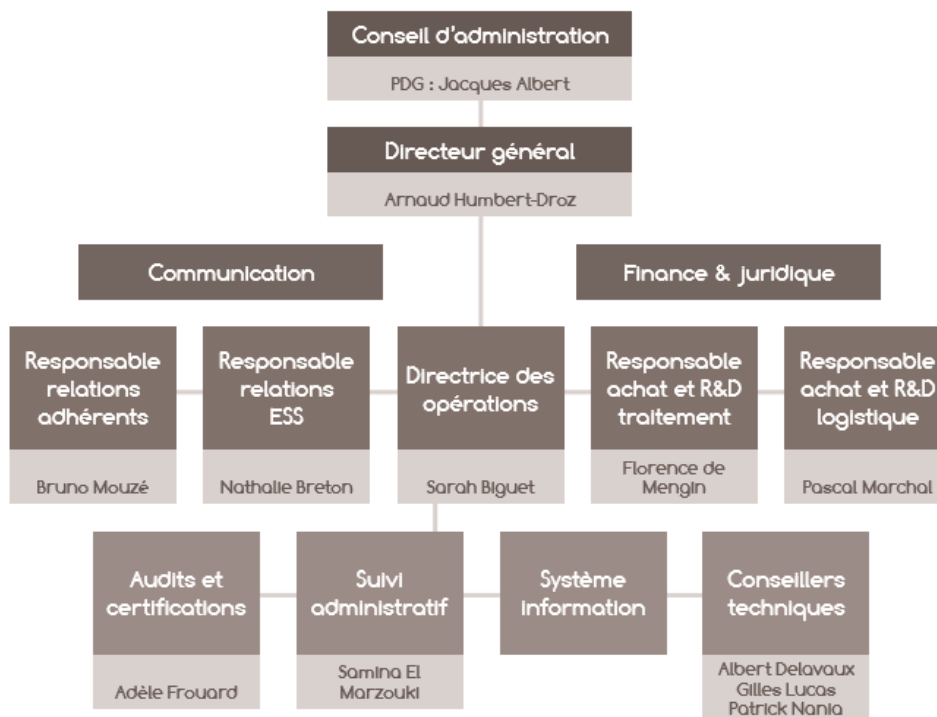 Conseil d'administration
PDG : Jacques Albert
Directeur général
Arnaud Humbert-Droz
Communication
Finance & juridique
Responsable
relations
adhérents
Bruno Mouzé
Responsable
relations
ESS
Nathalie Breton
Directrice des
opérations
Sarah Biguet
Responsable
achat et R&D
traitement
Florence de
Mengin
Responsable
achat et R&D
logistique
Pascal Marchal
Audits et
certifications
Adèle Frouard
Suivi
administratif
Samina El
Marzouki
Système
information
Conseillers
techniques
Albert Delavaux
Gilles Lucas
Patrick Nania